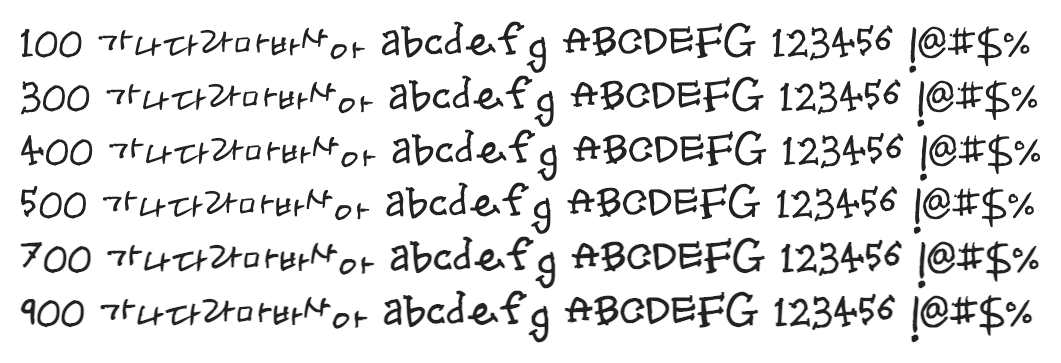 100 가나다라마바사아 abcdefg ABCDEFG 123456 !@#$%
300 가나다라마바사아 abcdefg ABCDEFG 123456 !@#$%
400 가나다라마바사아 abcdefg ABCDEFG 123456 !@#$%
500 가나다라마바사아 abcdefg ABCDEFG 123456 !@#$%
700 가나다라마바사아 abcdefg ABCDEFG 123456 !@#$%
900 가나다라마바사아 abcdefg ABCDEFG 123456 !@#$%